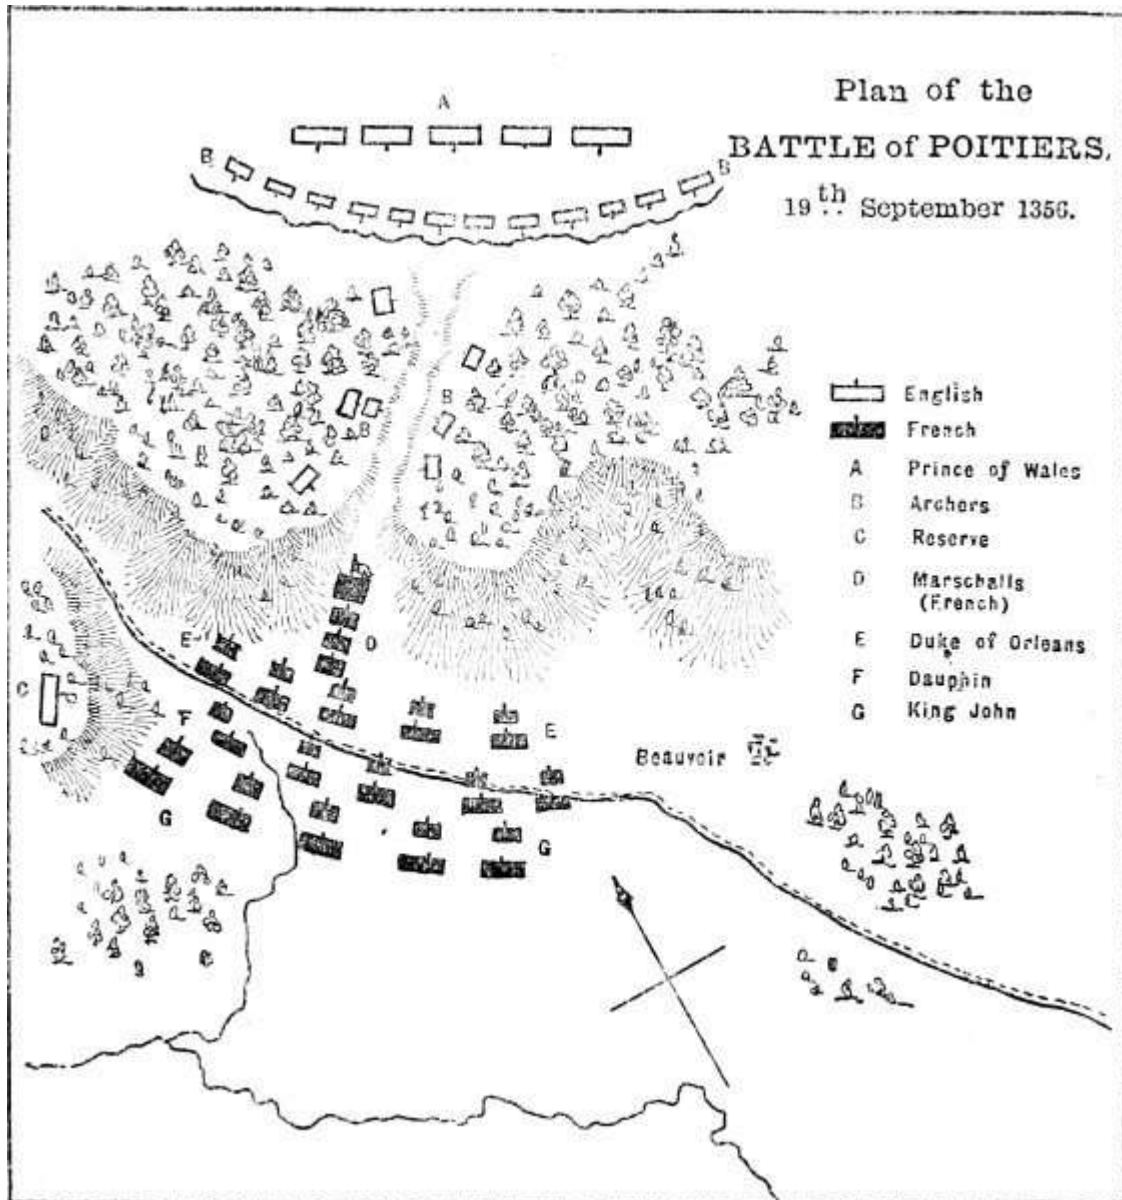 Plan of the
BATTLE of POITIERS,
19th September 1356.
A
B
B
B
B
English
French
A Prince of Wales
B Archers
C Reserve
D Marschalls
(French)
E Duke of Orleans
F Dauphin
G King John
E
D
C
F
E
Beauvoir
G
G